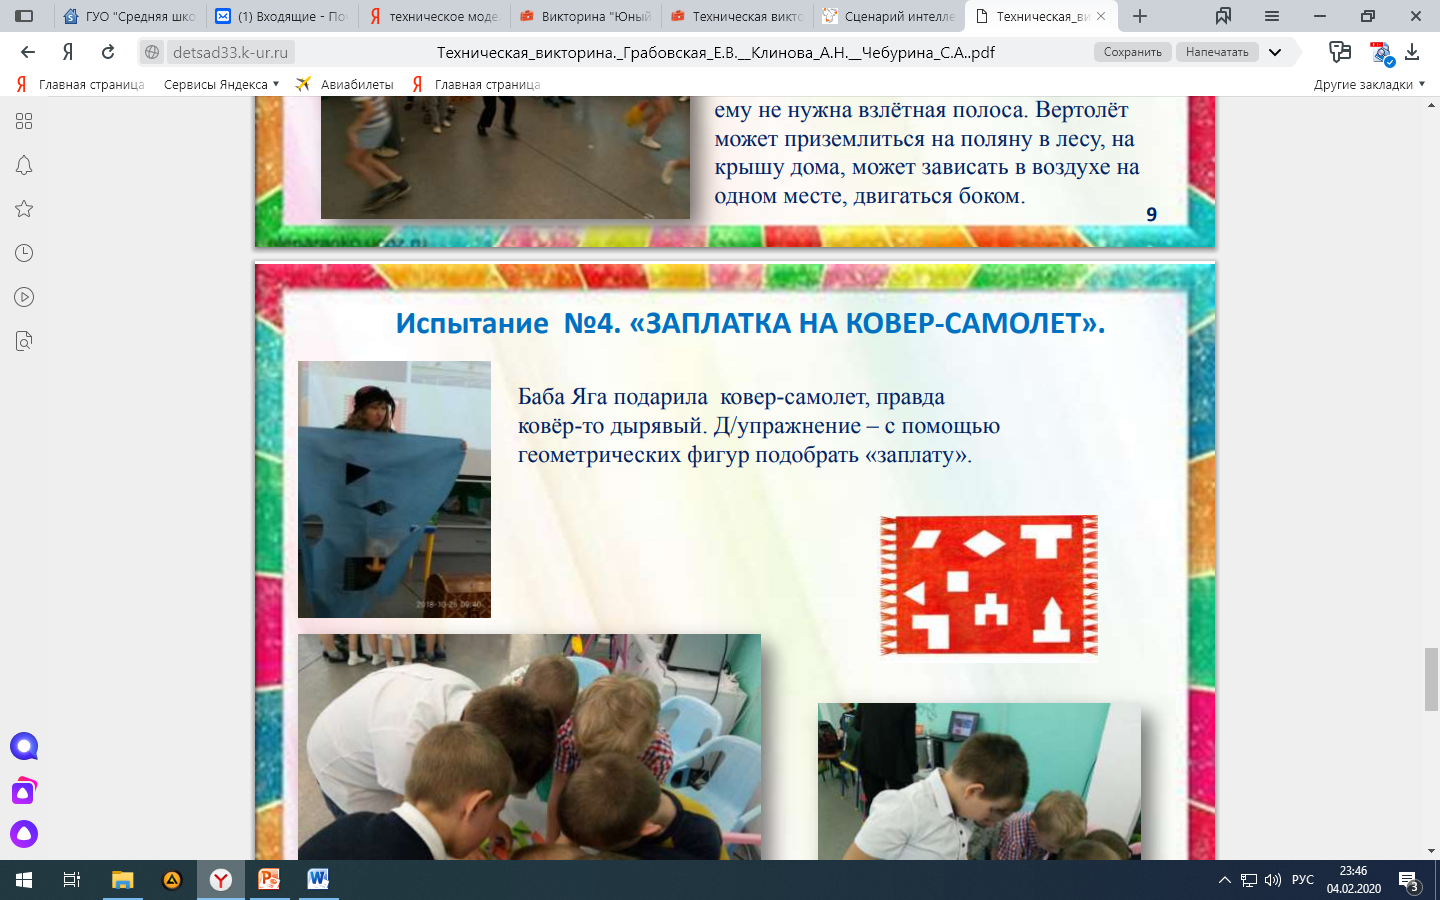 ГУО "Средняя шко
(1) Входящие - По
техническое моде
Викторина "Юный
Техническая викто
Сценарий интелле
Техническая_ви
detsad33.k-ur.ru
Техническая_викторина._Грабовская_Е.В.__Клинова_А.Н.__Чебурина_С.А..pdf
Сохранить
Напечатать
Главная страница
Сервисы Яндекса
Авиабилеты
Главная страница
Другие закладки
ему не нужна взлётная полоса. Вертолёт
может приземлиться на поляну в лесу, на
крышу дома, может зависать в воздухе на
одном месте, двигаться боком.
9
Испытание №4. «ЗАПЛАТКА НА КОВЕР-САМОЛЕТ».
Баба Яга подарила ковер-самолет, правда
ковёр-то дырявый. Д/упражнение – с помощью
геометрических фигур подобрать «заплату».
РУС
23:46
04.02.2020
3